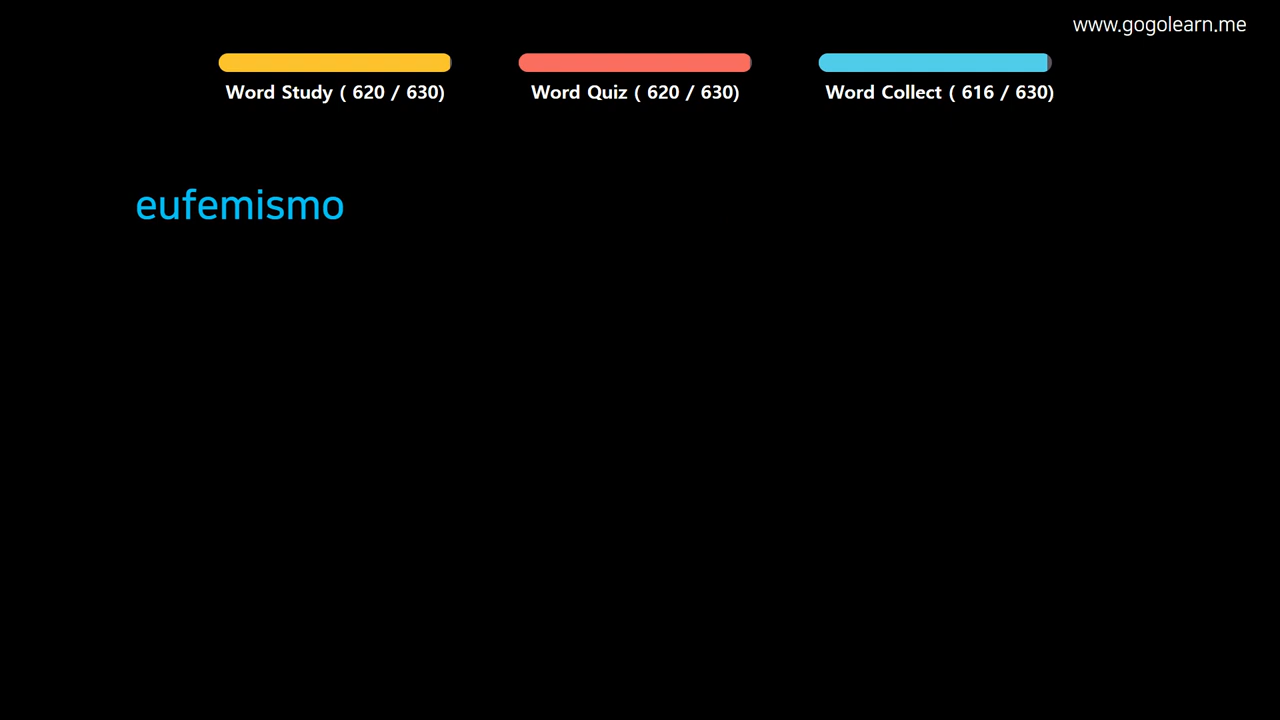 www.gogolearn.me
Word Study ( 620 / 630)
Word Quiz ( 620 / 630)
Word Collect ( 616 / 630)
eufemismo